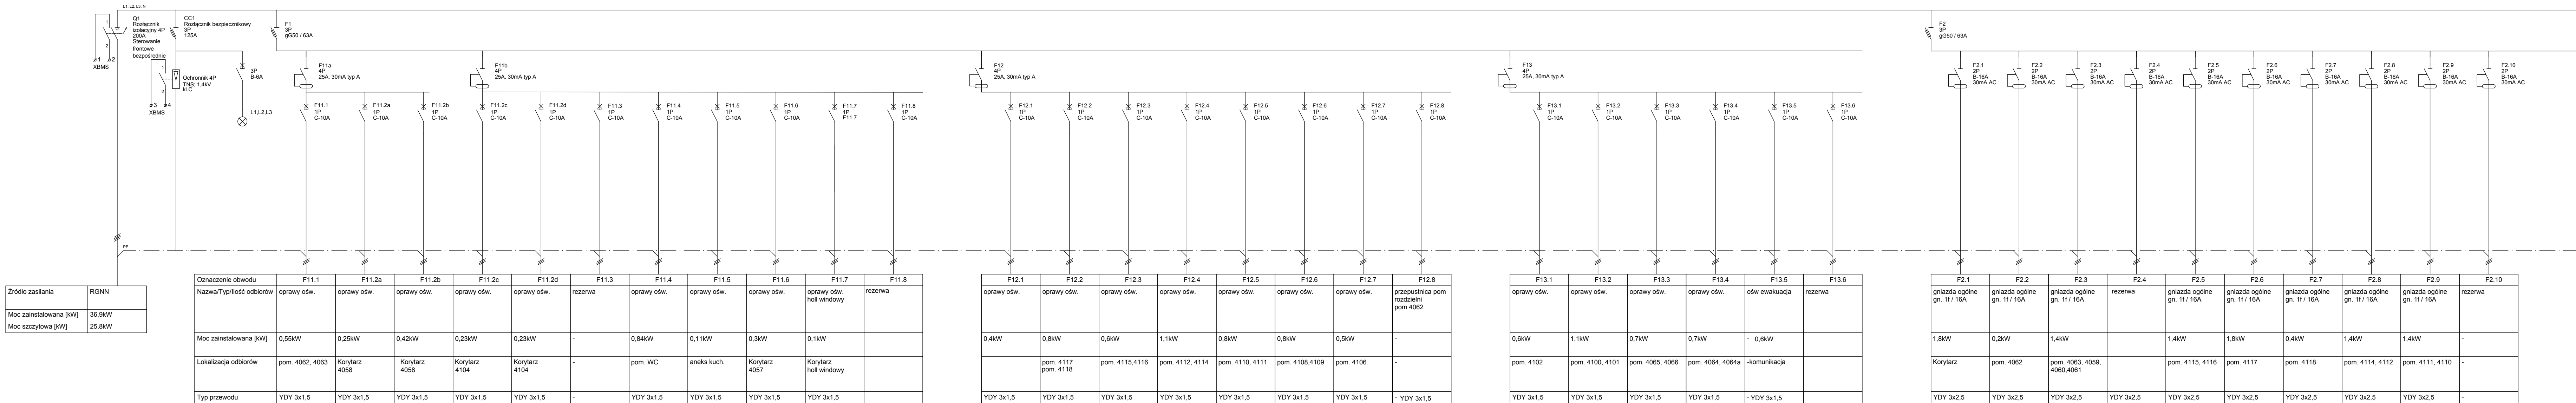 L1, L2, L3, N
Q1
Rozłącznik
izolacyjny 4P
200A
Sterowanie
frontowe
bezpośrednie
1
2
1 2
XBMS
CC1
Rozłącznik bezpiecznikowy
3P
125A
1
2
3 4
XBMS
Ochronnik 4P
TNS; 1,4kV
kl.C
3P
B-6A
L1,L2,L3
F1
3P
gG50 / 63A
F11a
4P
25A, 30mA typ A
F11b
4P
25A, 30mA typ A
F12
4P
25A, 30mA typ A
F13
4P
25A, 30mA typ A
F2
3P
gG50 / 63A
F11.1
1P
C-10A
F11.2a
1P
C-10A
F11.2b
1P
C-10A
F11.2c
1P
C-10A
F11.2d
1P
C-10A
F11.3
1P
C-10A
F11.4
1P
C-10A
F11.5
1P
C-10A
F11.6
1P
C-10A
F11.7
1P
F11.7
F11.8
1P
C-10A
F12.1
1P
C-10A
F12.2
1P
C-10A
F12.3
1P
C-10A
F12.4
1P
C-10A
F12.5
1P
C-10A
F12.6
1P
C-10A
F12.7
1P
C-10A
F12.8
1P
C-10A
F13.1
1P
C-10A
F13.2
1P
C-10A
F13.3
1P
C-10A
F13.4
1P
C-10A
F13.5
1P
C-10A
F13.6
1P
C-10A
F2.1
2P
B-16A
30mA AC
F2.2
2P
B-16A
30mA AC
F2.3
2P
B-16A
30mA AC
F2.4
2P
B-16A
30mA AC
F2.5
2P
B-16A
30mA AC
F2.6
2P
B-16A
30mA AC
F2.7
2P
B-16A
30mA AC
F2.8
2P
B-16A
30mA AC
F2.9
2P
B-16A
30mA AC
F2.10
2P
B-16A
30mA AC
PE
Źródło zasilania RGNN
Moc zainstalowana [kW] 36,9kW
Moc szczytowa [kW] 25,8kW
Oznaczenie obwodu F11.1 F11.2a F11.2b F11.2c F11.2d F11.3 F11.4 F11.5 F11.6 F11.7 F11.8
Nazwa/Typ/Ilość odbiorów oprawy ośw. oprawy ośw. oprawy ośw. oprawy ośw. oprawy ośw. rezerwa oprawy ośw. oprawy ośw. oprawy ośw. oprawy ośw. rezerwa
holl windowy
Moc zainstalowana [kW] 0,55kW 0,25kW 0,42kW 0,23kW 0,23kW - 0,84kW 0,11kW 0,3kW 0,1kW
Lokalizacja odbiorów pom. 4062, 4063 Korytarz Korytarz Korytarz Korytarz - pom. WC aneks kuch. Korytarz Korytarz
4058 4058 4104 4104 4057 holl windowy
Typ przewodu YDY 3x1,5 YDY 3x1,5 YDY 3x1,5 YDY 3x1,5 YDY 3x1,5 - YDY 3x1,5 YDY 3x1,5 YDY 3x1,5 YDY 3x1,5
F12.1 F12.2 F12.3 F12.4 F12.5 F12.6 F12.7 F12.8
oprawy ośw. oprawy ośw. oprawy ośw. oprawy ośw. oprawy ośw. oprawy ośw. oprawy ośw. przepustnica pom
rozdzielni
pom 4062
0,4kW 0,8kW 0,6kW 1,1kW 0,8kW 0,8kW 0,5kW -
pom. 4117 pom. 4115,4116 pom. 4112, 4114 pom. 4110, 4111 pom. 4108,4109 pom. 4106 -
pom. 4118
YDY 3x1,5 YDY 3x1,5 YDY 3x1,5 YDY 3x1,5 YDY 3x1,5 YDY 3x1,5 YDY 3x1,5 - YDY 3x1,5
F13.1 F13.2 F13.3 F13.4 F13.5 F13.6
oprawy ośw. oprawy ośw. oprawy ośw. oprawy ośw. ośw ewakuacja rezerwa
0,6kW 1,1kW 0,7kW 0,7kW - 0,6kW
pom. 4102 pom. 4100, 4101 pom. 4065, 4066 pom. 4064, 4064a -komunikacja
YDY 3x1,5 YDY 3x1,5 YDY 3x1,5 YDY 3x1,5 - YDY 3x1,5
F2.1 F2.2 F2.3 F2.4 F2.5 F2.6 F2.7 F2.8 F2.9 F2.10
gniazda ogólne gniazda ogólne gniazda ogólne rezerwa gniazda ogólne gniazda ogólne gniazda ogólne gniazda ogólne gniazda ogólne rezerwa
gn. 1f / 16A gn. 1f / 16A gn. 1f / 16A gn. 1f / 16A gn. 1f / 16A gn. 1f / 16A gn. 1f / 16A gn. 1f / 16A
1,8kW 0,2kW 1,4kW 1,4kW 1,8kW 0,4kW 1,4kW 1,4kW -
Korytarz pom. 4062 pom. 4063, 4059, pom. 4115, 4116 pom. 4117 pom. 4118 pom. 4114, 4112 pom. 4111, 4110 -
4060,4061
YDY 3x2,5 YDY 3x2,5 YDY 3x2,5 YDY 3x2,5 YDY 3x2,5 YDY 3x2,5 YDY 3x2,5 YDY 3x2,5 YDY 3x2,5 -